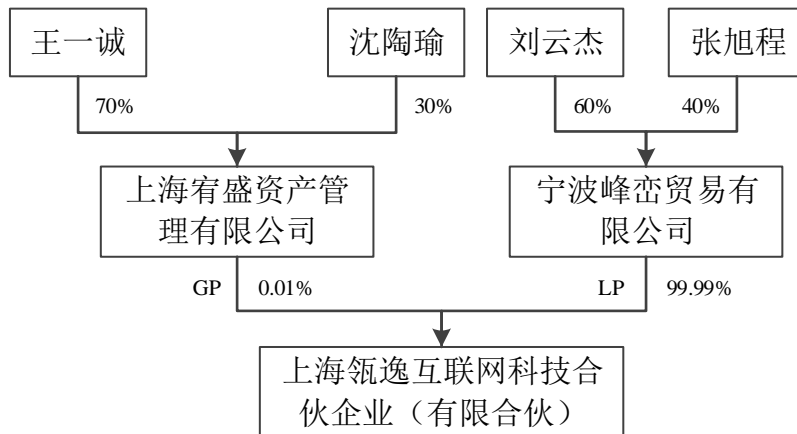 王一诚
沈陶瑜
刘云杰
张旭程
70%
30%
60%
40%
上海宥盛资产管
理有限公司
宁波峰峦贸易有
限公司
GP
0.01%
LP
99.99%
上海瓴逸互联网科技合
伙企业（有限合伙）